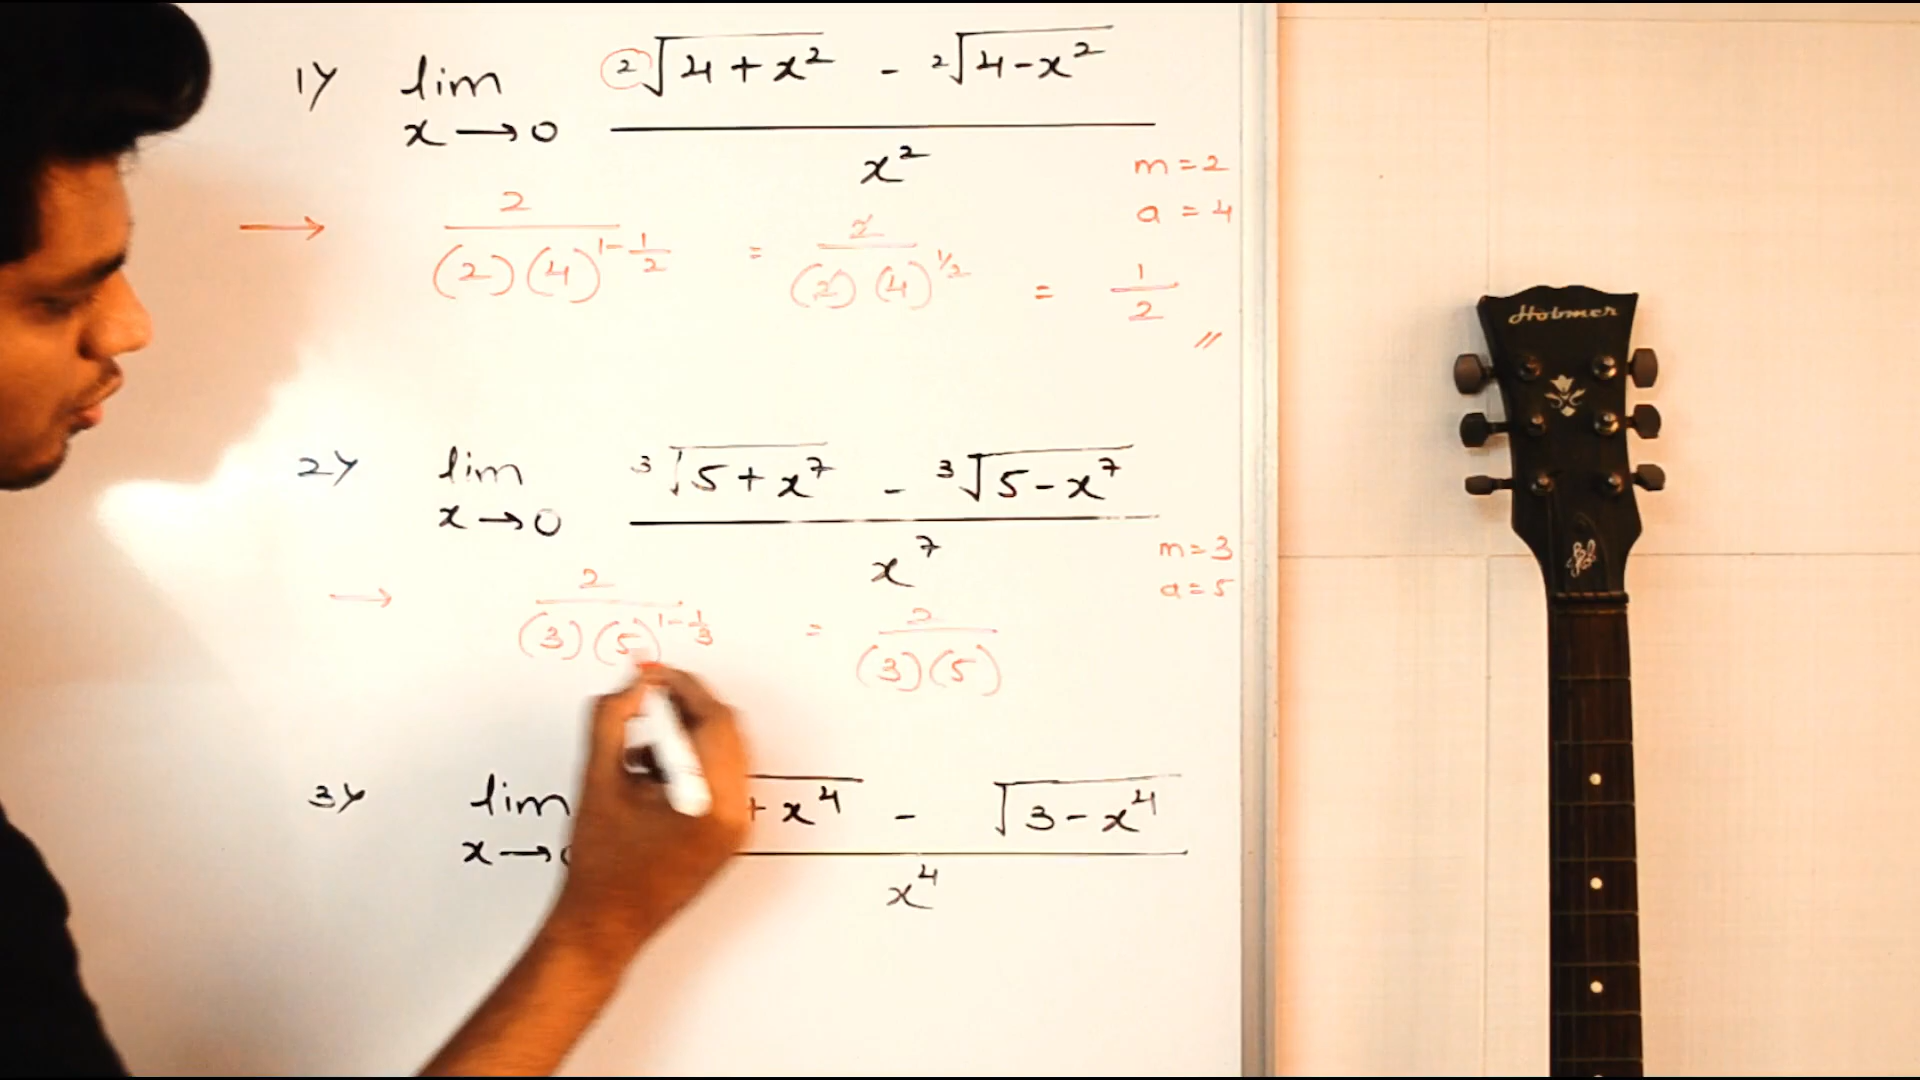 1) lim x→0 (²√(4+x²) - ²√(4-x²)) / x²
m=2
a=4
→ 2 / (2)(4)^(1-1/2) = 2 / (2)(4)^(1/2) = 1/2 //
2) lim x→0 (³√(5+x⁷) - ³√(5-x⁷)) / x⁷
m=3
a=5
→ 2 / (3)(5)^(1-1/3) = 2 / (3)(5)
3) lim x→ +x⁴ - √(3-x⁴) / x⁴